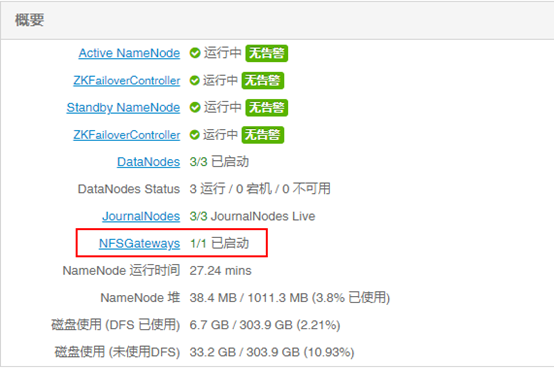 概要
Active NameNode 运行中 无告警
ZKFailoverController 运行中 无告警
Standby NameNode 运行中 无告警
ZKFailoverController 运行中 无告警
DataNodes 3/3 已启动
DataNodes Status 3 运行 / 0 宕机 / 0 不可用
JournalNodes 3/3 JournalNodes Live
NFSGateways 1/1 已启动
NameNode 运行时间 27.24 mins
NameNode 堆 38.4 MB / 1011.3 MB (3.8% 已使用)
磁盘使用 (DFS 已使用) 6.7 GB / 303.9 GB (2.21%)
磁盘使用 (未使用DFS) 33.2 GB / 303.9 GB (10.93%)